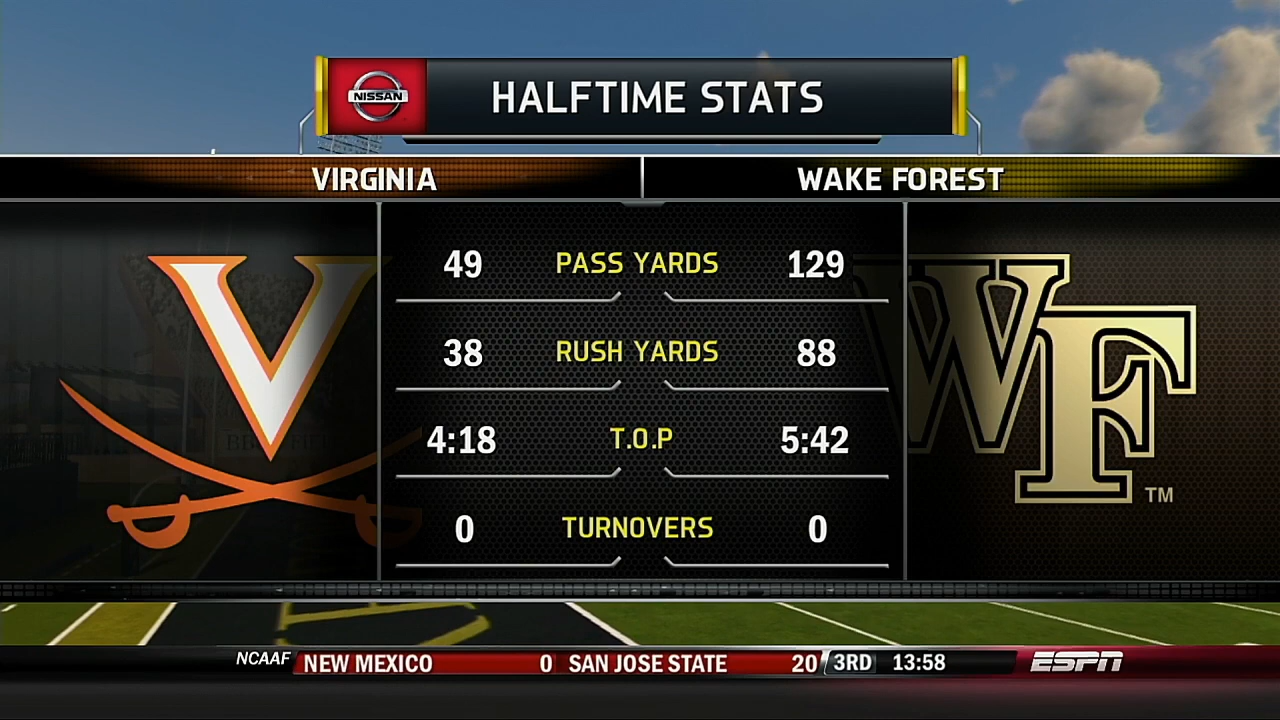 NISSAN HALFTIME STATS
VIRGINIA WAKE FOREST
49 PASS YARDS 129
38 RUSH YARDS 88
4:18 T.O.P 5:42
0 TURNOVERS 0
V WF
TM
NCAAF NEW MEXICO 0 SAN JOSE STATE 20 3RD 13:58 ESPN